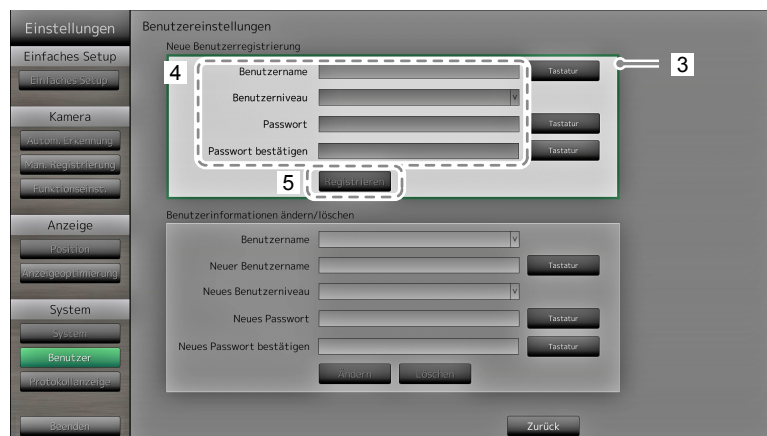 Einstellungen
Einfaches Setup
Einfaches Setup
Kamera
Autom. Erkennung
Man. Registrierung
Funktionseinst.
Anzeige
Position
Anzeigeoptimierung
System
System
Benutzer
Protokollanzeige
Beenden
Benutzereinstellungen
Neue Benutzerregistrierung
3
4
Benutzername Tastatur
Benutzerniveau v
Passwort Tastatur
Passwort bestätigen Tastatur
5 Registrieren
Benutzerinformationen ändern/löschen
Benutzername v
Neuer Benutzername Tastatur
Neues Benutzerniveau v
Neues Passwort Tastatur
Neues Passwort bestätigen Tastatur
Ändern Löschen
Zurück